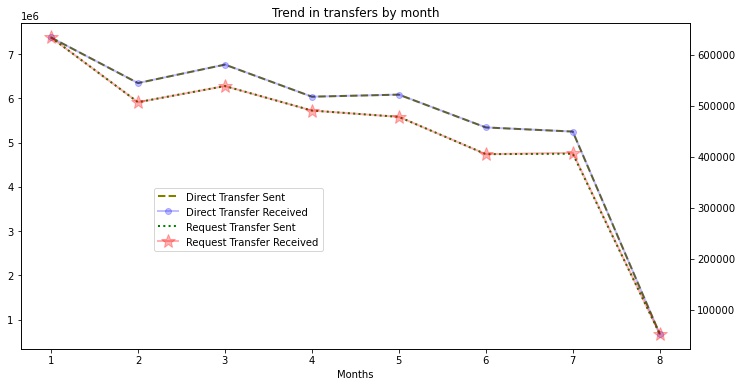 Trend in transfers by month
1e6
7
6
5
4
3
2
1
600000
500000
400000
300000
200000
100000
Direct Transfer Sent
Direct Transfer Received
Request Transfer Sent
Request Transfer Received
1 2 3 4 5 6 7 8
Months